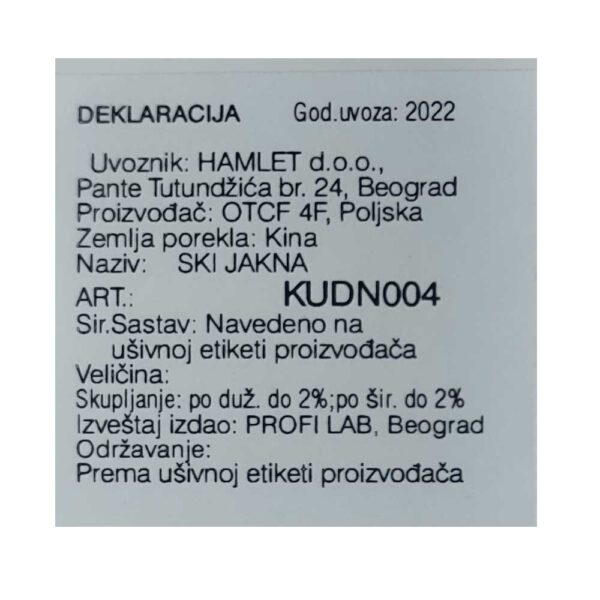 DEKLARACIJA God.uvoza: 2022
Uvoznik: HAMLET d.o.o.,
Pante Tutundžića br. 24, Beograd
Proizvođač: OTCF 4F, Poljska
Zemlja porekla: Kina
Naziv: SKI JAKNA
ART.: KUDN004
Sir.Sastav: Navedeno na
ušivnoj etiketi proizvođača
Veličina:
Skupljanje: po duž. do 2%;po šir. do 2%
Izveštaj izdao: PROFI LAB, Beograd
Održavanje:
Prema ušivnoj etiketi proizvođača